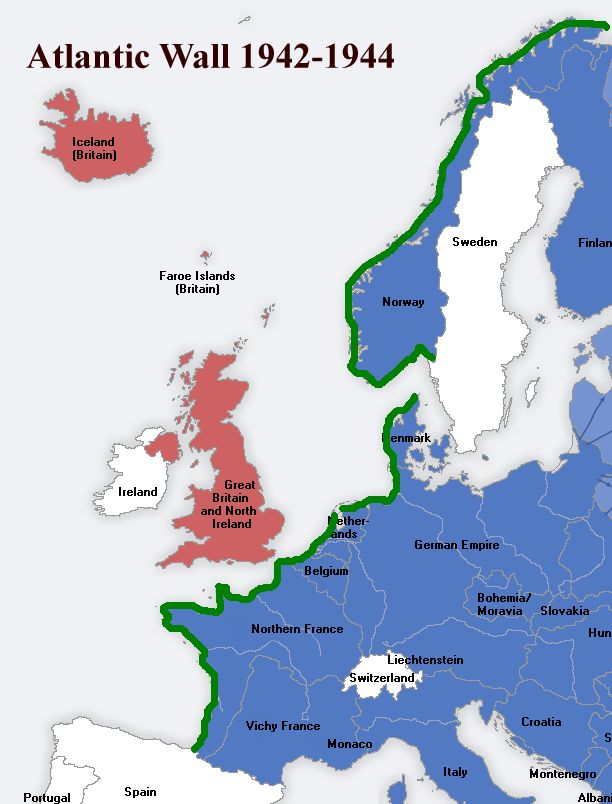 Atlantic Wall 1942-1944
Iceland
(Britain)
Sweden
Finlan
Faroe Islands
(Britain)
Norway
Denmark
Great
Britain
and North
Ireland
Ireland
Nether-
lands
German Empire
Belgium
Bohemia/
Moravia
Slovakia
Northern France
Hun
Liechtenstein
Switzerland
Vichy France
Croatia
Monaco
S
Italy
Montenegro
Portugal
Spain
Alban